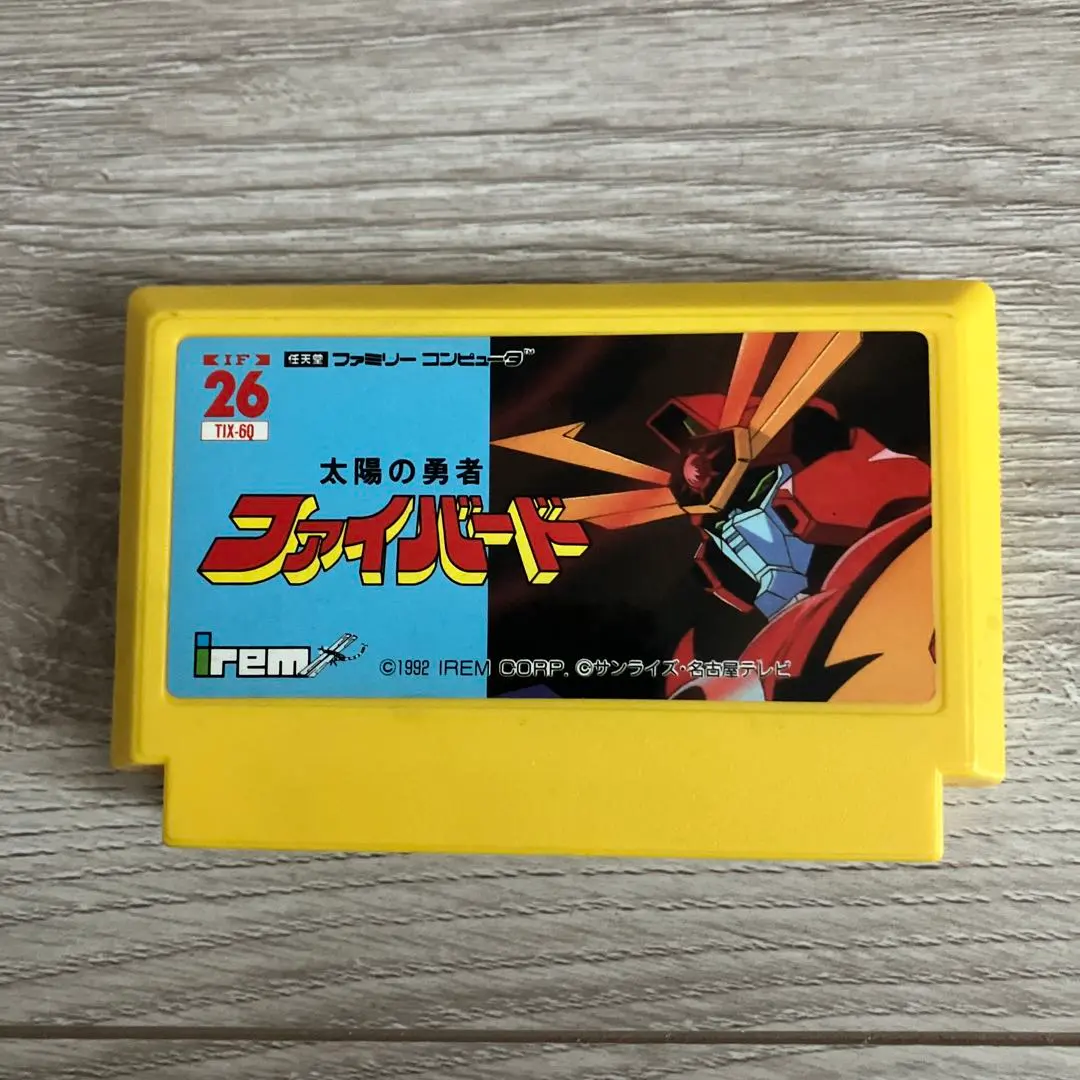 IF
26
TIX-6Q
任天堂 ファミリー コンピュータ™
太陽の勇者
ファイバード
irem
©1992 IREM CORP. ©サンライズ・名古屋テレビ